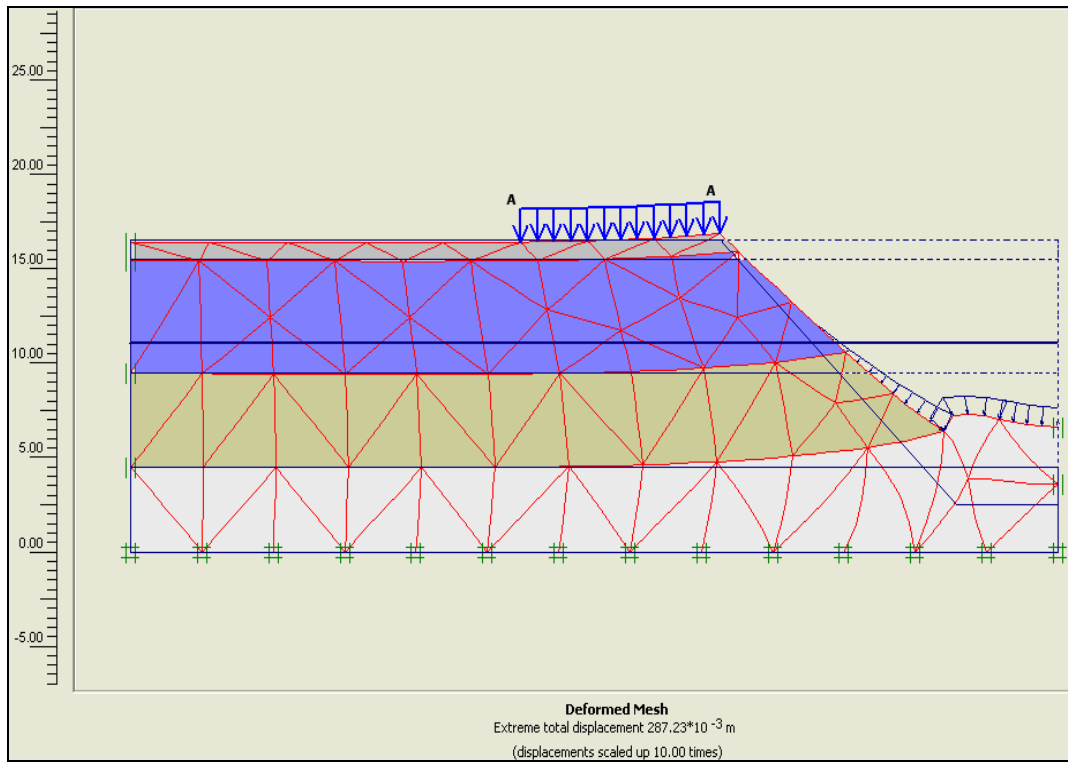 25.00
20.00
A A
15.00
10.00
5.00
0.00
-5.00
Deformed Mesh
Extreme total displacement 287.23*10 -3 m
(displacements scaled up 10.00 times)